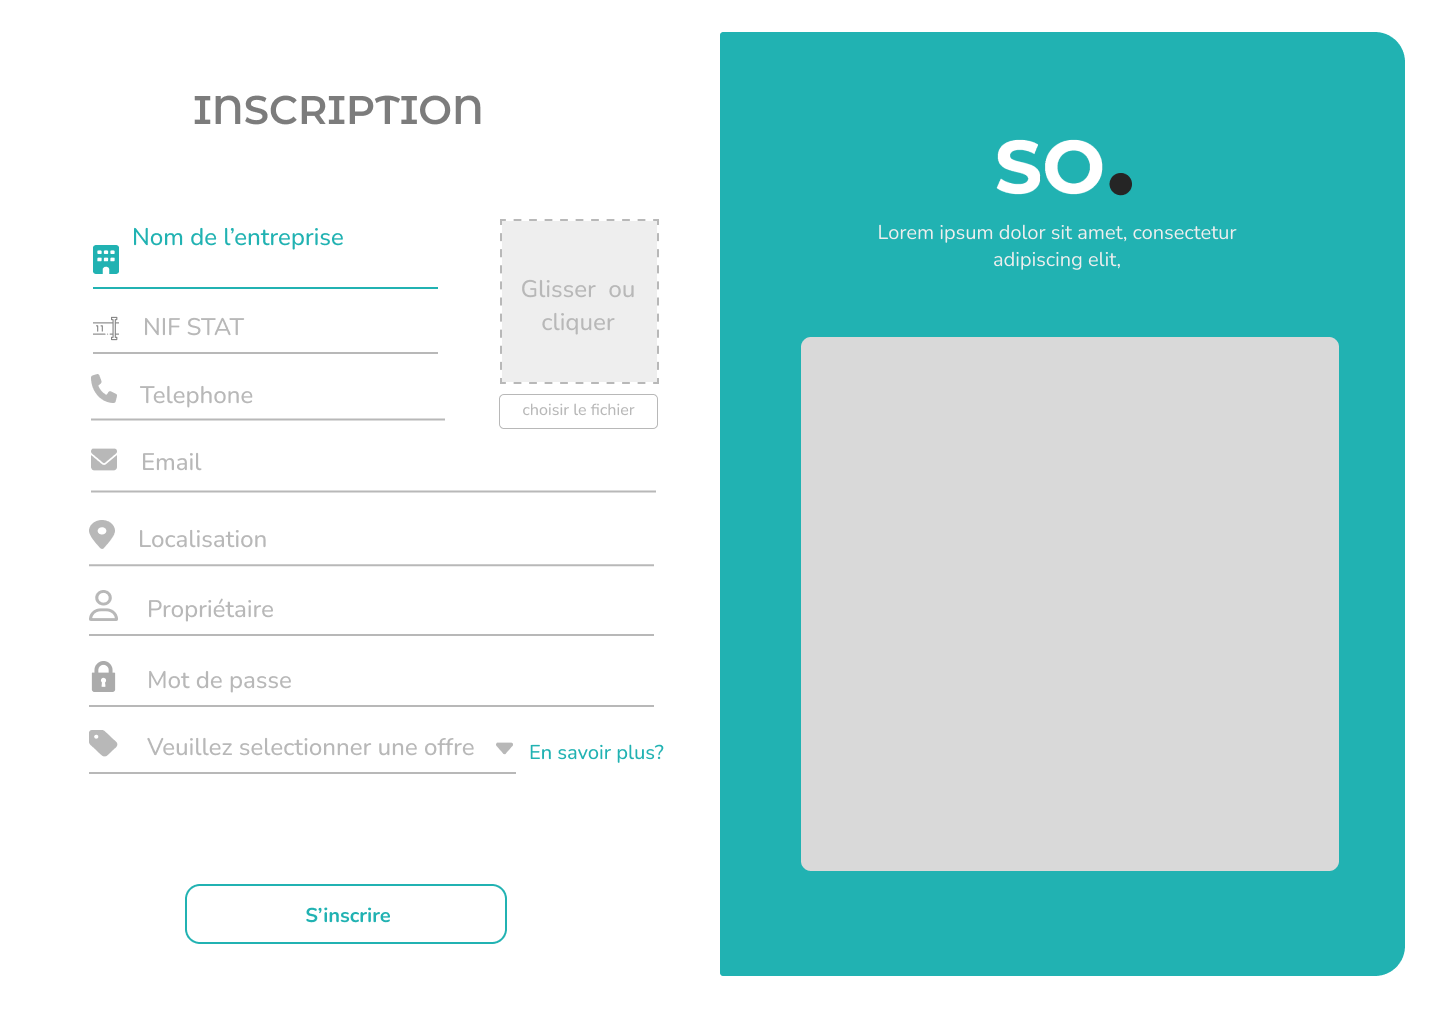 INSCRIPTION
Nom de l’entreprise
NIF STAT
Telephone
Glisser ou
cliquer
choisir le fichier
Email
Localisation
Propriétaire
Mot de passe
Veuillez selectionner une offre
En savoir plus?
S’inscrire
SO.
Lorem ipsum dolor sit amet, consectetur
adipiscing elit,